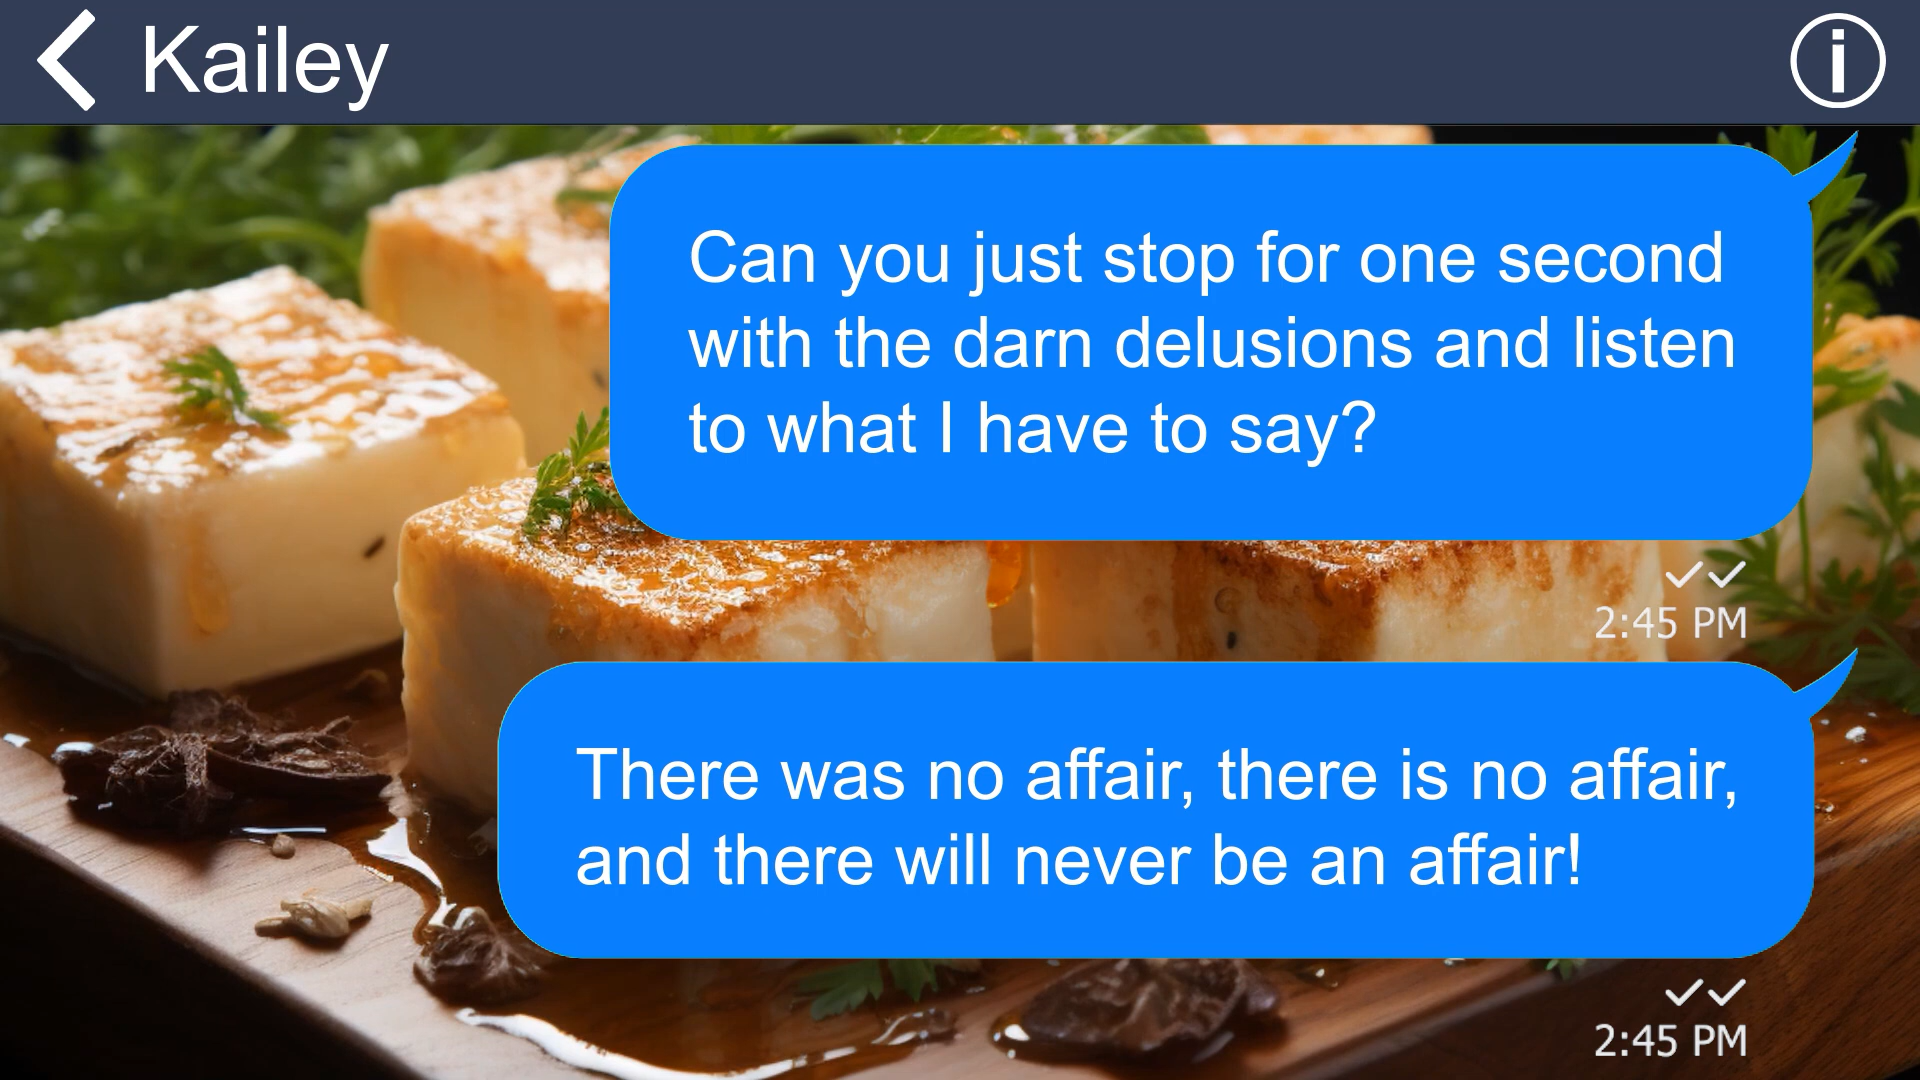 Kailey
Can you just stop for one second
with the darn delusions and listen
to what I have to say?
2:45 PM
There was no affair, there is no affair,
and there will never be an affair!
2:45 PM